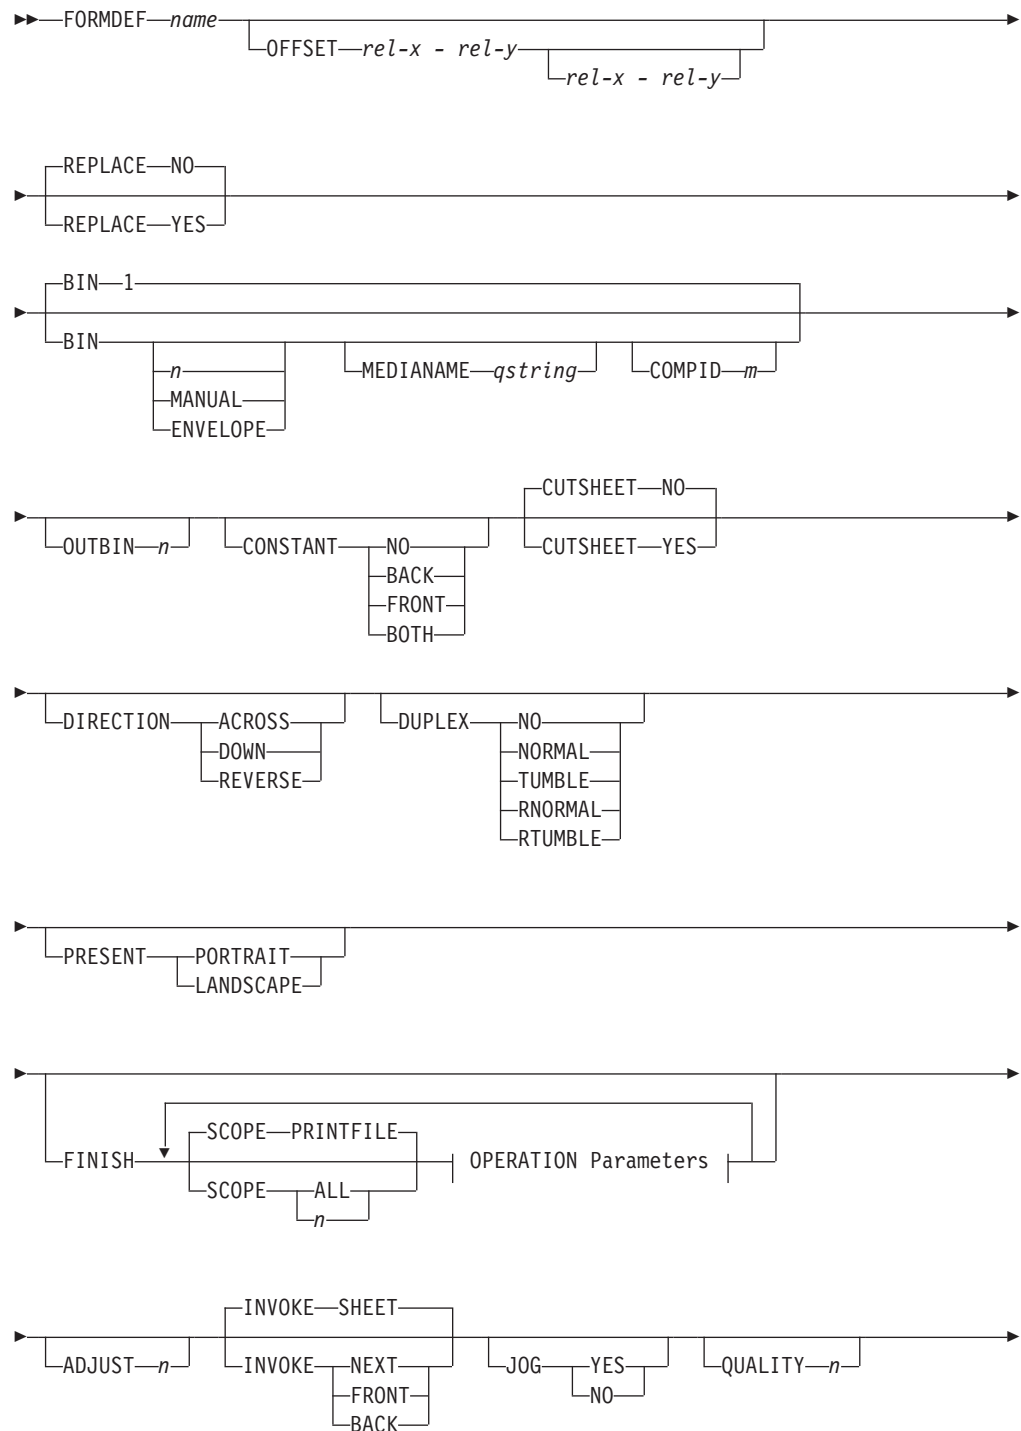 FORMDEF name
OFFSET rel-x - rel-y
rel-x - rel-y
REPLACE NO
REPLACE YES
BIN 1
BIN
n
MANUAL
ENVELOPE
MEDIANAME qstring
COMPID m
OUTBIN n
CONSTANT NO
BACK
FRONT
BOTH
CUTSHEET NO
CUTSHEET YES
DIRECTION ACROSS
DOWN
REVERSE
DUPLEX NO
NORMAL
TUMBLE
RNORMAL
RTUMBLE
PRESENT PORTRAIT
LANDSCAPE
FINISH
SCOPE PRINTFILE
SCOPE ALL
n
OPERATION Parameters
ADJUST n
INVOKE SHEET
INVOKE NEXT
FRONT
BACK
JOG YES
NO
QUALITY n